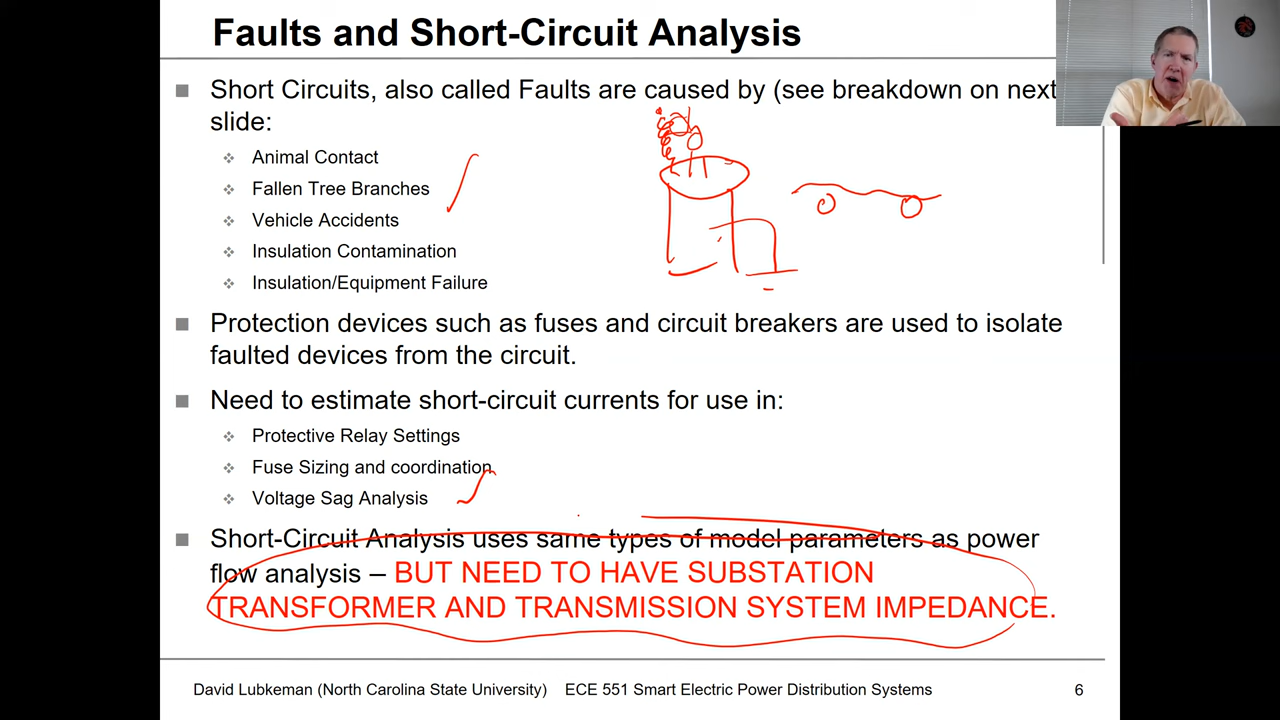 Faults and Short-Circuit Analysis
Short Circuits, also called Faults are caused by (see breakdown on next
slide:
Animal Contact
Fallen Tree Branches
Vehicle Accidents
Insulation Contamination
Insulation/Equipment Failure
Protection devices such as fuses and circuit breakers are used to isolate
faulted devices from the circuit.
Need to estimate short-circuit currents for use in:
Protective Relay Settings
Fuse Sizing and coordination
Voltage Sag Analysis
Short-Circuit Analysis uses same types of model parameters as power
flow analysis – BUT NEED TO HAVE SUBSTATION
TRANSFORMER AND TRANSMISSION SYSTEM IMPEDANCE.
David Lubkeman (North Carolina State University) ECE 551 Smart Electric Power Distribution Systems 6